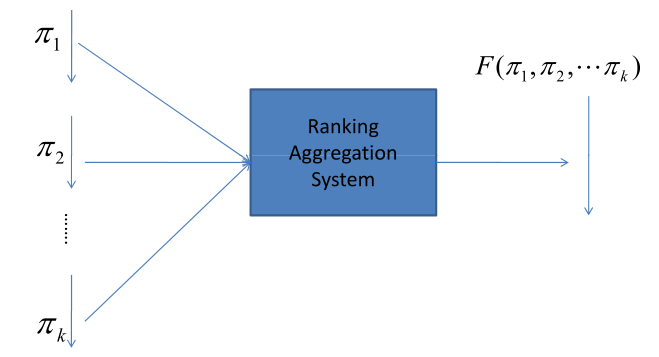 π₁
π₂
......
πₖ
Ranking
Aggregation
System
F(π₁,π₂,⋯πₖ)